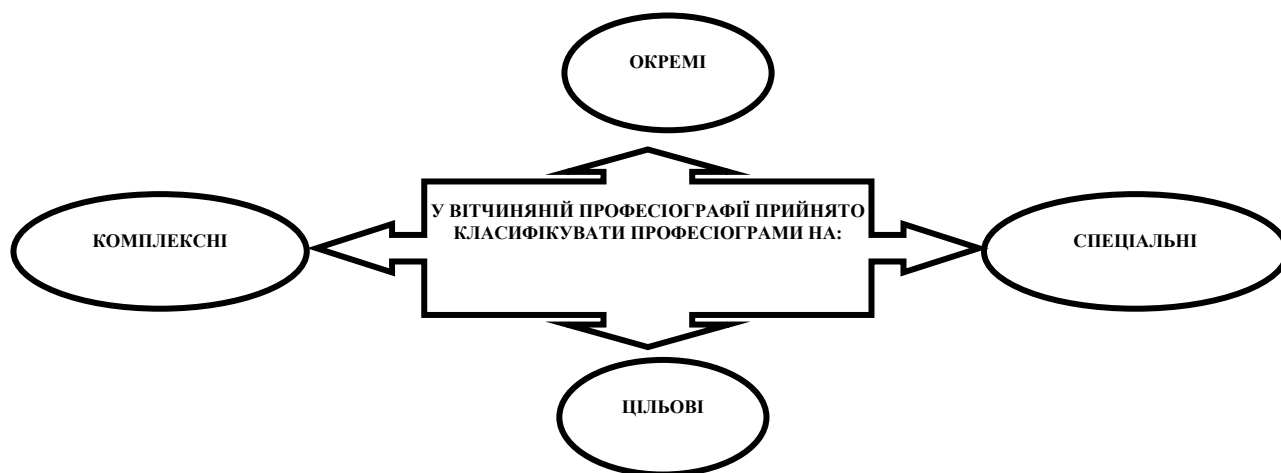 ОКРЕМІ
У ВІТЧИНЯНІЙ ПРОФЕСІОГРАФІЇ ПРИЙНЯТО
КЛАСИФІКУВАТИ ПРОФЕСІОГРАМИ НА:
КОМПЛЕКСНІ
СПЕЦІАЛЬНІ
ЦІЛЬОВІ